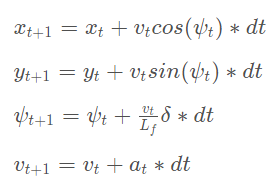 x_{t+1} = x_t + v_t cos(ψ_t) * dt
y_{t+1} = y_t + v_t sin(ψ_t) * dt
ψ_{t+1} = ψ_t + \frac{v_t}{L_f} δ * dt
v_{t+1} = v_t + a_t * dt